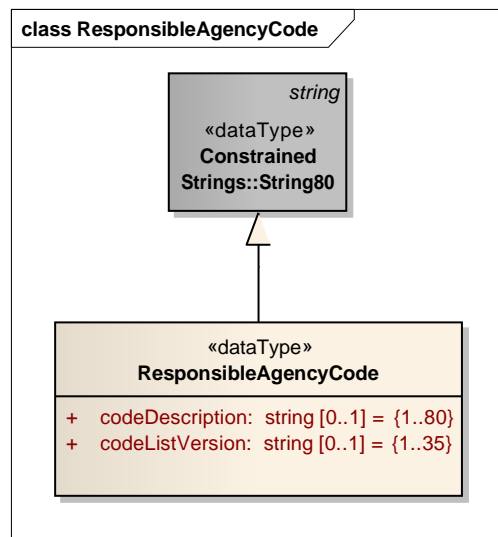 class ResponsibleAgencyCode
string
«dataType»
Constrained
Strings::String80
«dataType»
ResponsibleAgencyCode
+ codeDescription: string [0..1] = {1..80}
+ codeListVersion: string [0..1] = {1..35}